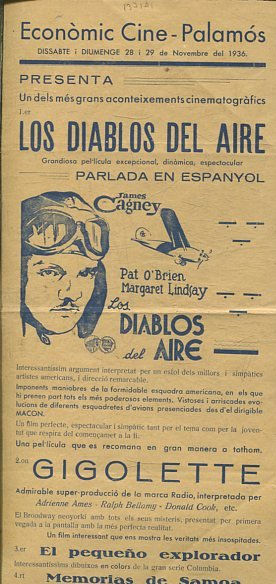 Econòmic Cine - Palamós
DISSABTE i DIUMENGE 28 i 29 de Novembre del 1936.
PRESENTA
Un dels més grans aconteixements cinematogràfics
1.er
LOS DIABLOS DEL AIRE
Grandiosa pel·lícula excepcional, dinàmica, espectacular
PARLADA EN ESPANYOL
James
Cagney
Pat O'Brien
Margaret Lindsay
Los
DIABLOS
del AIRE
Interessantíssim argument interpretat per un esfol dels millors i simpàtics
artistes americans, i direcció remarcable.
Imponents maniobres de la formidable esquadra americana, en els que
hi prenen part tots els més poderosos elements. Vistoses i arriscades evo-
lucions de diferents esquadretes d'avions presenciades des d'el dirigible
MACON.
Un film perfecte, espectacular i simpàtic tant pel tema com per la joven-
tut que respira del començament a la fi.
Una pel·lícula que es recomana en gran manera a tothom.
2.on
GIGOLETTE
Admirable super-producció de la marca Radio, interpretada per
Adrienne Ames - Ralph Bellamy - Donald Cook, etc.
El Broodway neoyorki amb tots els seus misteris, presentat per primera
vegada a la pantalla amb la més perfecta realitat.
Un film interessant que ens mostra les veritats més insospitades.
3.er El pequeño explorador
Interessantíssims dibuixos en colors de la gran serie Columbia.
4.rt Memorias de Samoa